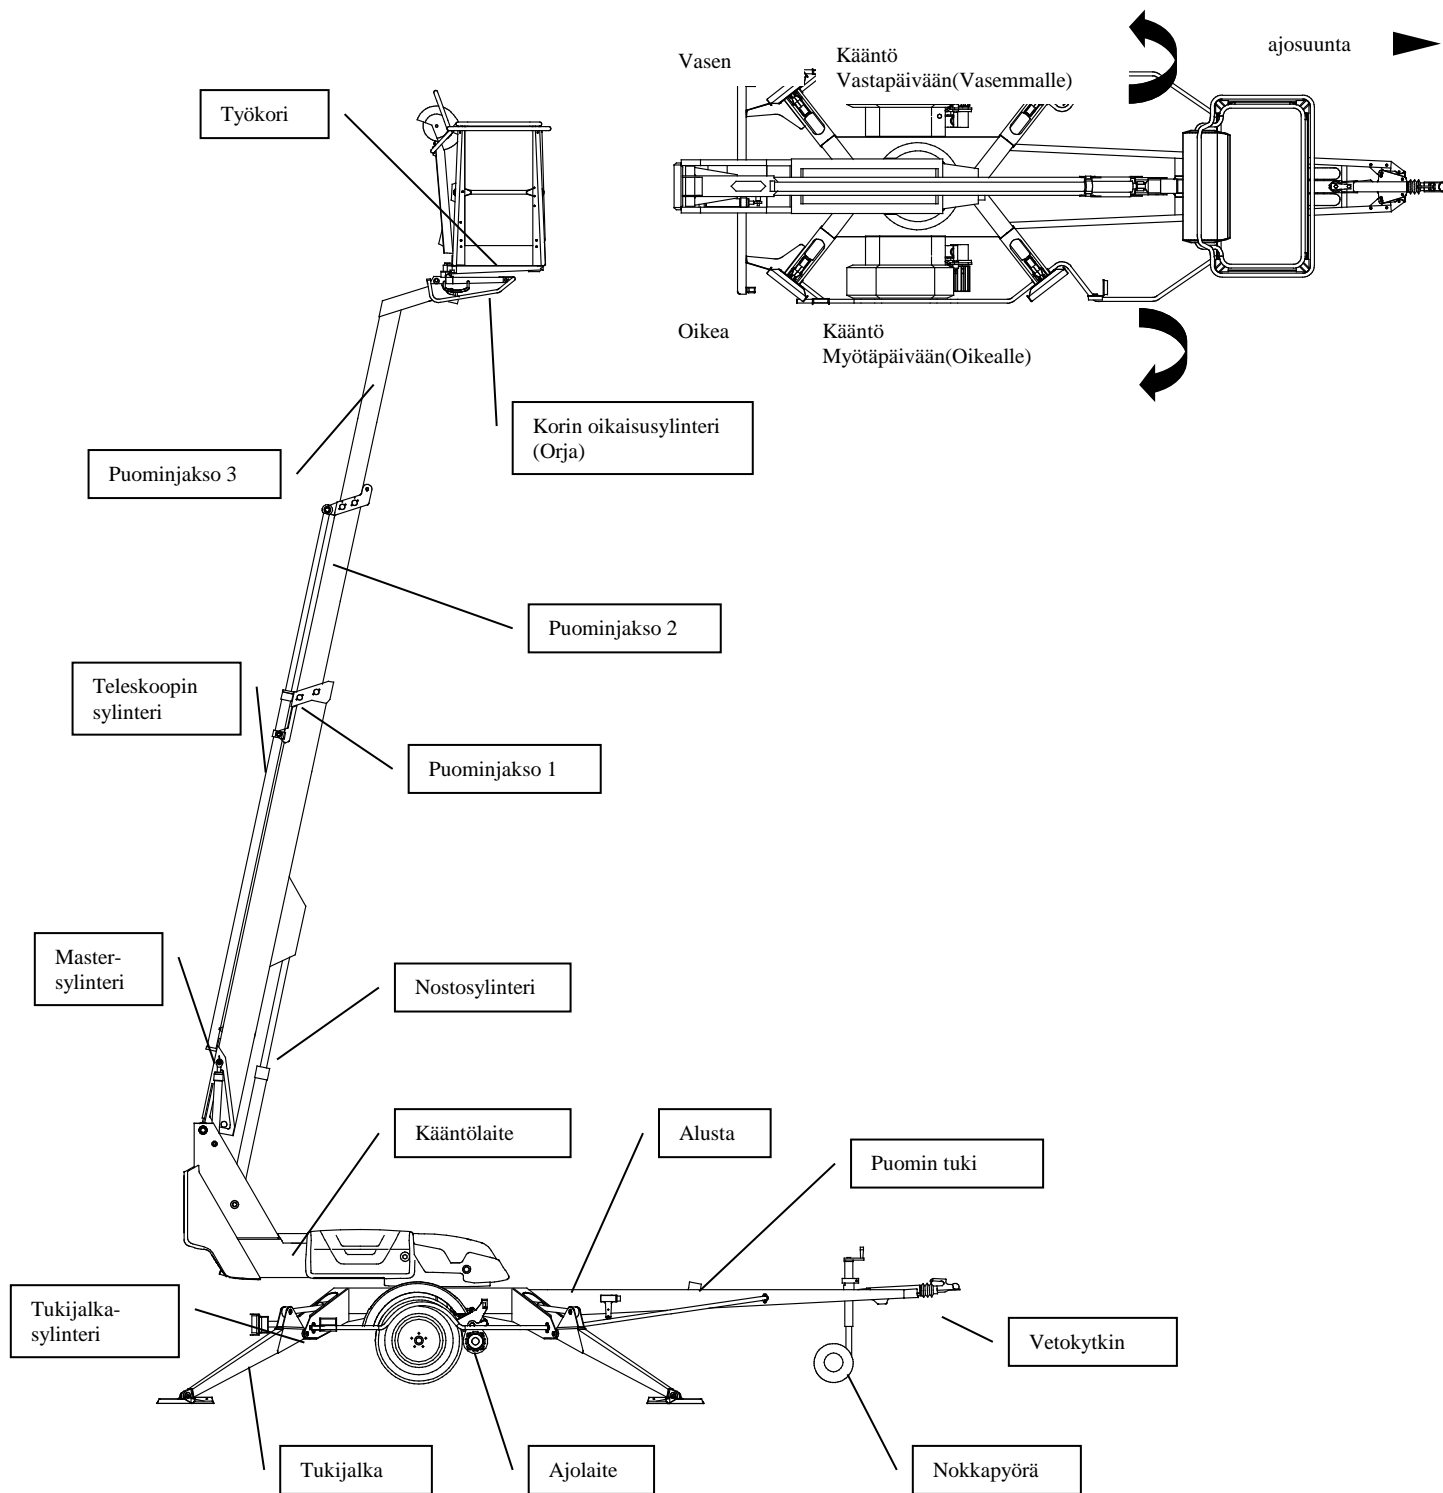 ajosuunta
Vasen
Kääntö
Vastapäivään(Vasemmalle)
Työkori
Oikea
Kääntö
Myötäpäivään(Oikealle)
Korin oikaisusylinteri
(Orja)
Puominjakso 3
Puominjakso 2
Teleskoopin
sylinteri
Puominjakso 1
Master-
sylinteri
Nostosylinteri
Kääntölaite
Alusta
Puomin tuki
Tukijalka-
sylinteri
Vetokytkin
Tukijalka
Ajolaite
Nokkapyörä